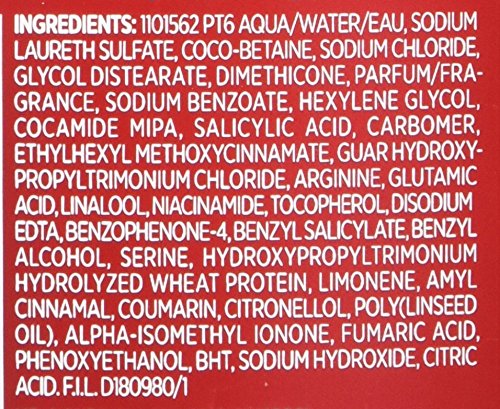 INGREDIENTS: 1101562 PT6 AQUA/WATER/EAU, SODIUM
LAURETH SULFATE, COCO-BETAINE, SODIUM CHLORIDE,
GLYCOL DISTEARATE, DIMETHICONE, PARFUM/FRA-
GRANCE, SODIUM BENZOATE, HEXYLENE GLYCOL,
COCAMIDE MIPA, SALICYLIC ACID, CARBOMER,
ETHYLHEXYL METHOXYCINNAMATE, GUAR HYDROXY-
PROPYLTRIMONIUM CHLORIDE, ARGININE, GLUTAMIC
ACID, LINALOOL, NIACINAMIDE, TOCOPHEROL, DISODIUM
EDTA, BENZOPHENONE-4, BENZYL SALICYLATE, BENZYL
ALCOHOL, SERINE, HYDROXYPROPYLTRIMONIUM
HYDROLYZED WHEAT PROTEIN, LIMONENE, AMYL
CINNAMAL, COUMARIN, CITRONELLOL, POLY(LINSEED
OIL), ALPHA-ISOMETHYL IONONE, FUMARIC ACID,
PHENOXYETHANOL, BHT, SODIUM HYDROXIDE, CITRIC
ACID. F.I.L. D180980/1